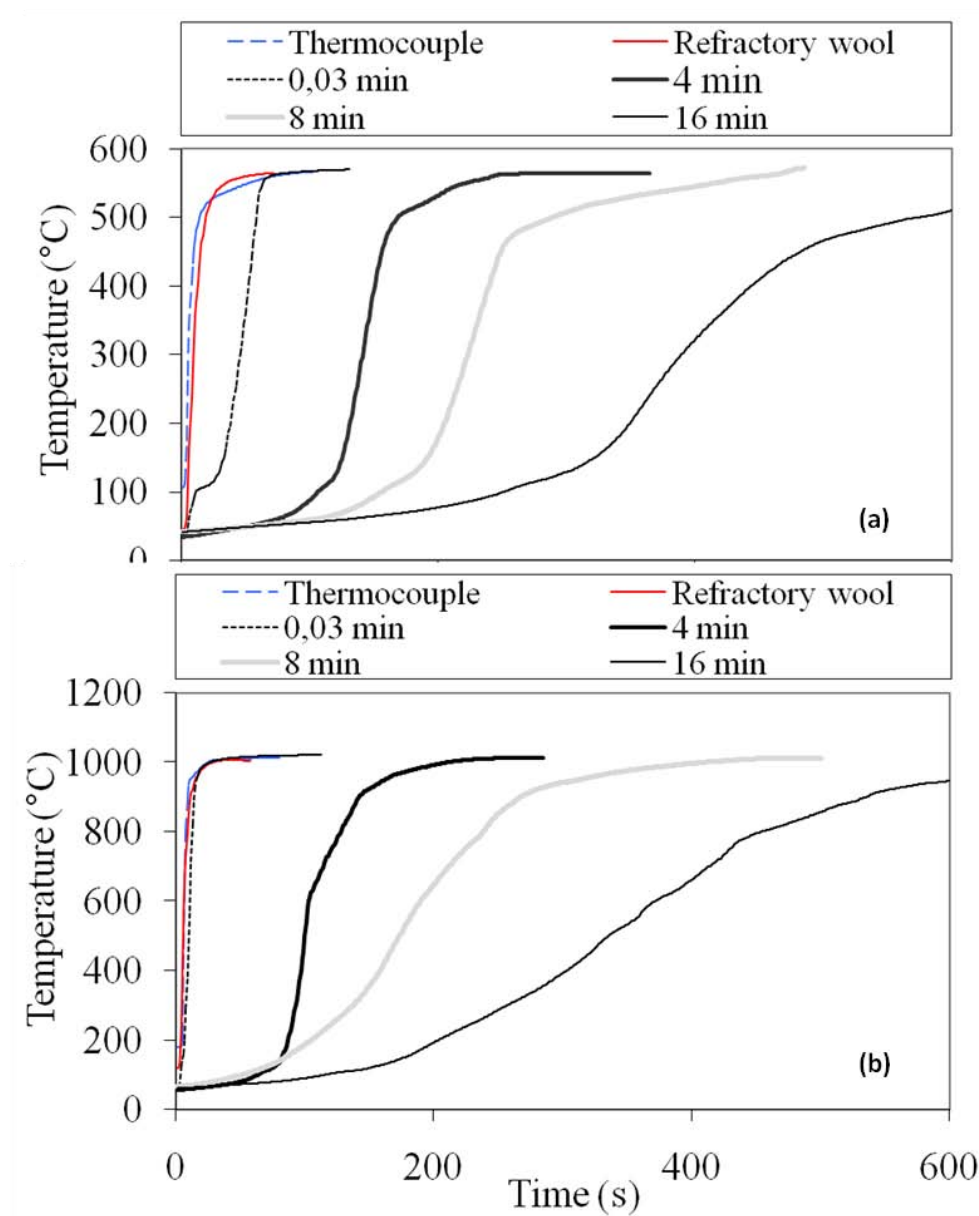 Thermocouple Refractory wool
0,03 min 4 min
8 min 16 min
600
500
400
300
200
100
0
Temperature (°C)
(a)
Thermocouple Refractory wool
0,03 min 4 min
8 min 16 min
1200
1000
800
600
400
200
0
Temperature (°C)
(b)
0 200 400 600
Time (s)